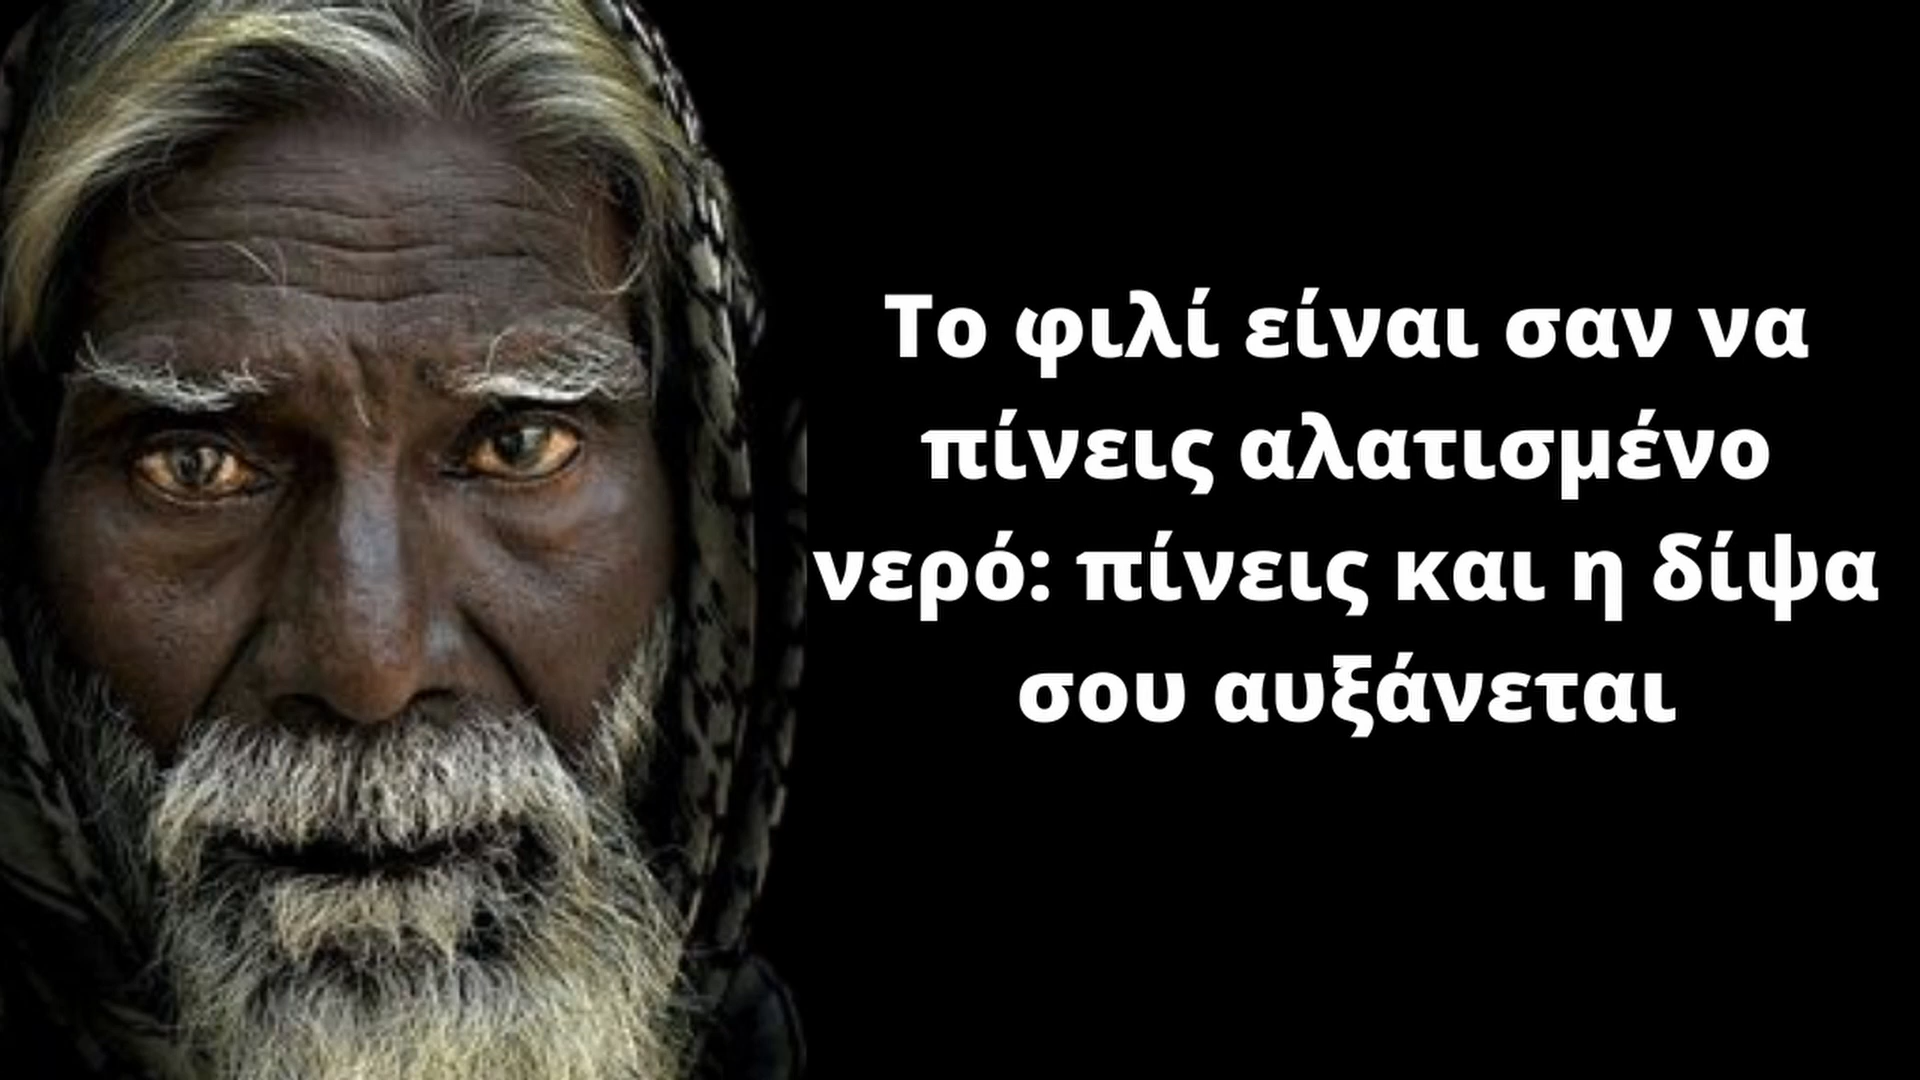 Το φιλί είναι σαν να
πίνεις αλατισμένο
νερό: πίνεις και η δίψα
σου αυξάνεται